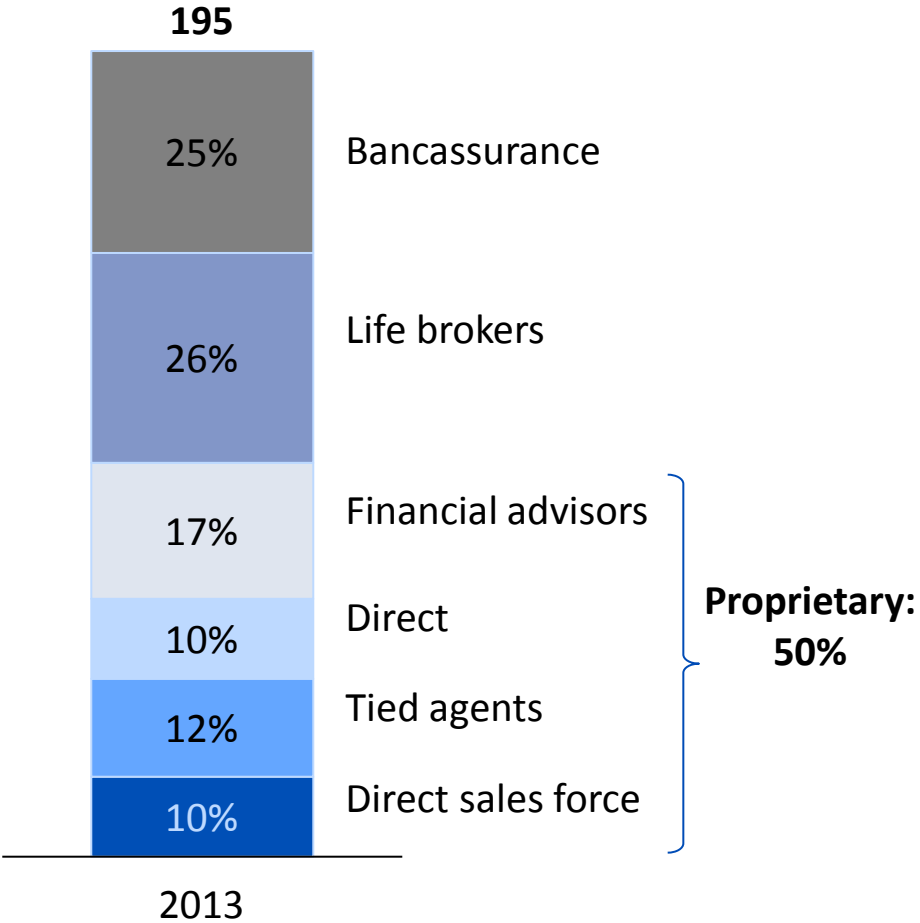 195
25% Bancassurance
26% Life brokers
17% Financial advisors
10% Direct
12% Tied agents
10% Direct sales force
Proprietary:
50%
2013